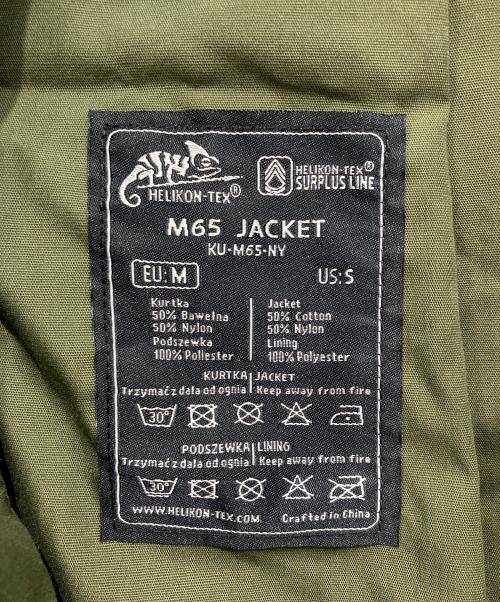 HELIKON-TEX®
HELIKON-TEX®
SURPLUS LINE
M65 JACKET
KU-M65-NY
EU: M US: S
Kurtka Jacket
50% Bawełna 50% Cotton
50% Nylon 50% Nylon
Podszewka Lining
100% Poliester 100% Polyester
KURTKA JACKET
Trzymać z dala od ognia Keep away from fire
30°
PODSZEWKA LINING
Trzymać z dala od ognia Keep away from fire
30°
WWW.HELIKON-TEX.COM Crafted in China